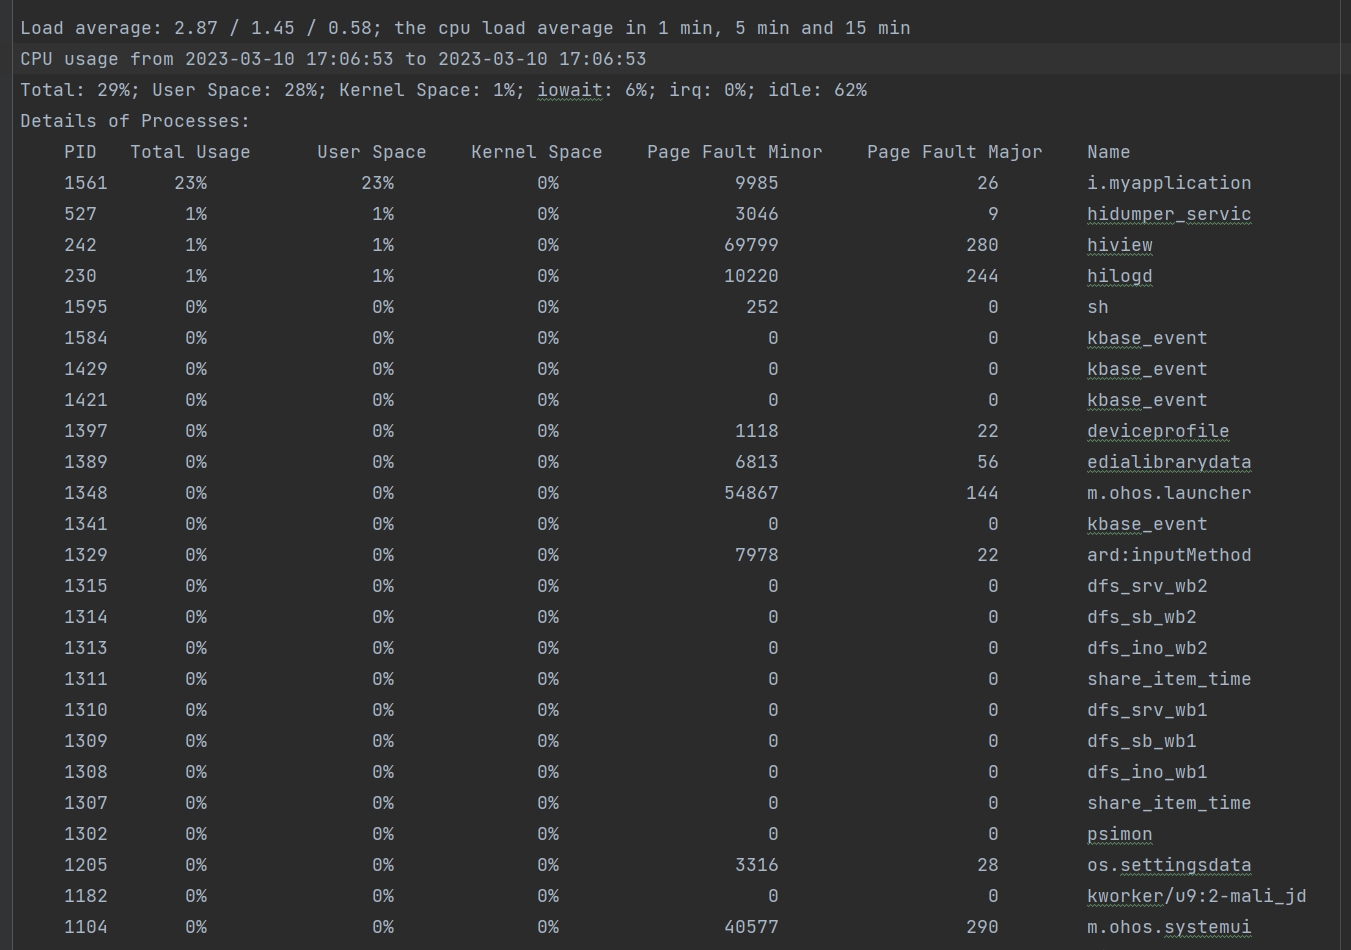 Load average: 2.87 / 1.45 / 0.58; the cpu load average in 1 min, 5 min and 15 min
CPU usage from 2023-03-10 17:06:53 to 2023-03-10 17:06:53
Total: 29%; User Space: 28%; Kernel Space: 1%; iowait: 6%; irq: 0%; idle: 62%
Details of Processes:
PID Total Usage User Space Kernel Space Page Fault Minor Page Fault Major Name
1561 23% 23% 0% 9985 26 i.myapplication
527 1% 1% 0% 3046 9 hidumper_servic
242 1% 1% 0% 69799 280 hiview
230 1% 1% 0% 10220 244 hilogd
1595 0% 0% 0% 252 0 sh
1584 0% 0% 0% 0 0 kbase_event
1429 0% 0% 0% 0 0 kbase_event
1421 0% 0% 0% 0 0 kbase_event
1397 0% 0% 0% 1118 22 deviceprofile
1389 0% 0% 0% 6813 56 edialibrarydata
1348 0% 0% 0% 54867 144 m.ohos.launcher
1341 0% 0% 0% 0 0 kbase_event
1329 0% 0% 0% 7978 22 ard:inputMethod
1315 0% 0% 0% 0 0 dfs_srv_wb2
1314 0% 0% 0% 0 0 dfs_sb_wb2
1313 0% 0% 0% 0 0 dfs_ino_wb2
1311 0% 0% 0% 0 0 share_item_time
1310 0% 0% 0% 0 0 dfs_srv_wb1
1309 0% 0% 0% 0 0 dfs_sb_wb1
1308 0% 0% 0% 0 0 dfs_ino_wb1
1307 0% 0% 0% 0 0 share_item_time
1302 0% 0% 0% 0 0 psimon
1205 0% 0% 0% 3316 28 os.settingsdata
1182 0% 0% 0% 0 0 kworker/u9:2-mali_jd
1104 0% 0% 0% 40577 290 m.ohos.systemui